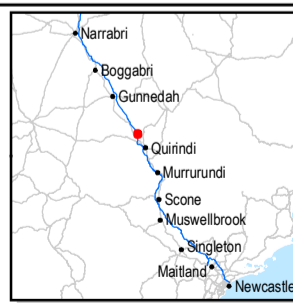 Narrabri
Boggabri
Gunnedah
Quirindi
Murrurundi
Scone
Muswellbrook
Singleton
Maitland
Newcastle